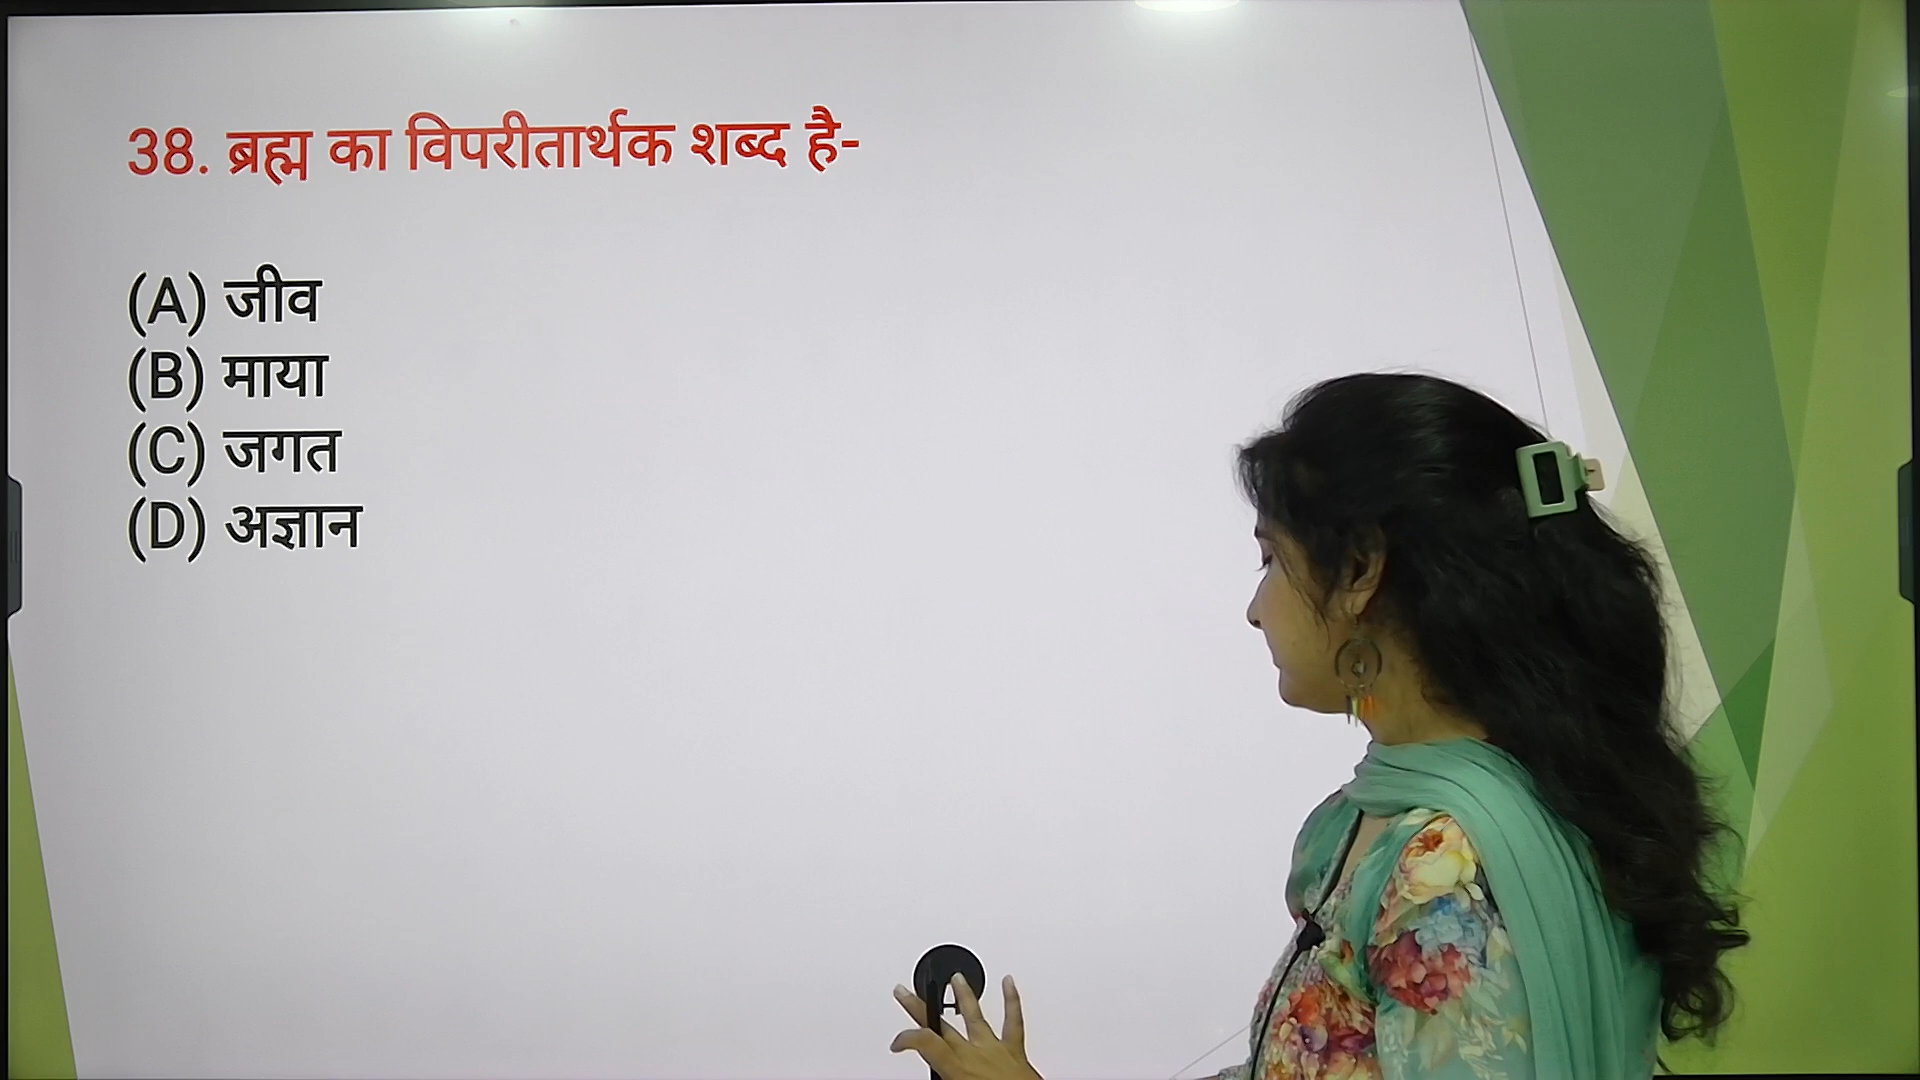 38. ब्रह्म का विपरीतार्थक शब्द है-
(A) जीव
(B) माया
(C) जगत
(D) अज्ञान